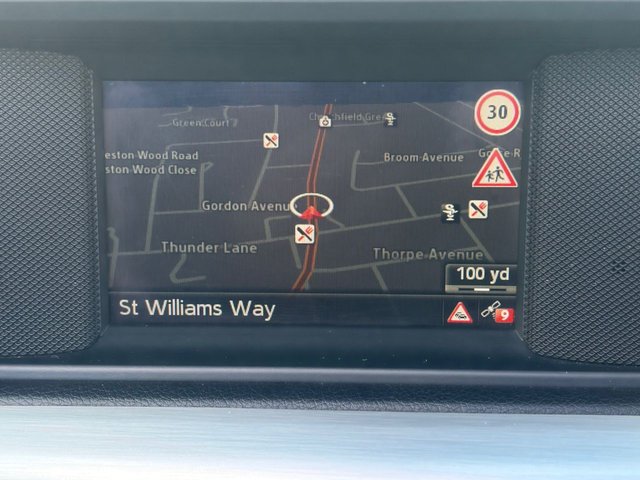 30
Green Court
eston Wood Road
ston Wood Close
Broom Avenue
Gordon Avenu
Thunder Lane
Thorpe Avenue
100 yd
St Williams Way
9